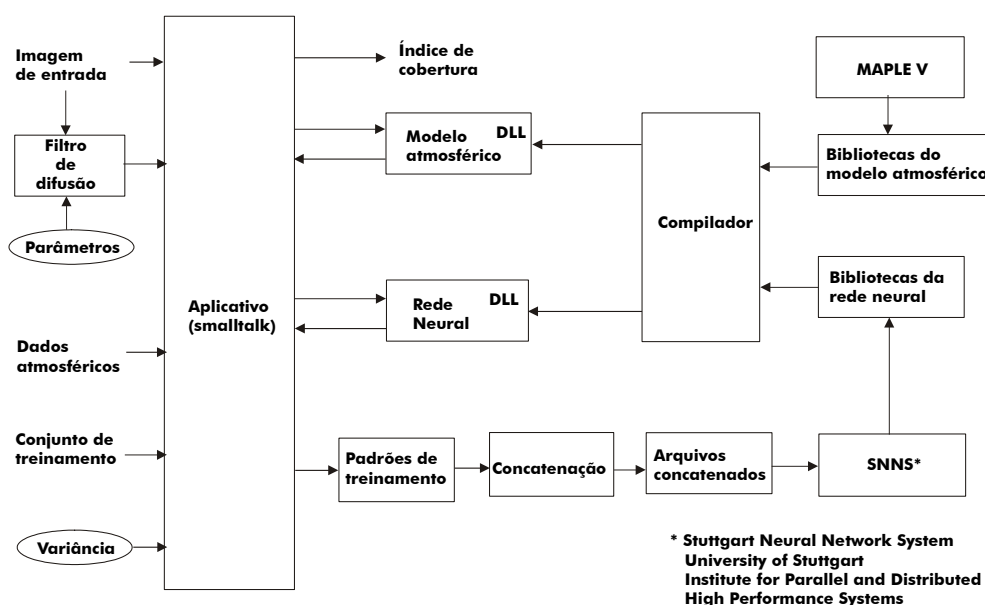 Imagem
de entrada
Filtro
de
difusão
Parâmetros
Dados
atmosféricos
Conjunto de
treinamento
Variância
Aplicativo
(smalltalk)
Índice de
cobertura
Modelo
atmosférico
DLL
Rede
Neural
DLL
Padrões de
treinamento
Concatenação
Arquivos
concatenados
Compilador
MAPLE V
Bibliotecas do
modelo atmosférico
Bibliotecas da
rede neural
SNNS*
* Stuttgart Neural Network System
University of Stuttgart
Institute for Parallel and Distributed
High Performance Systems